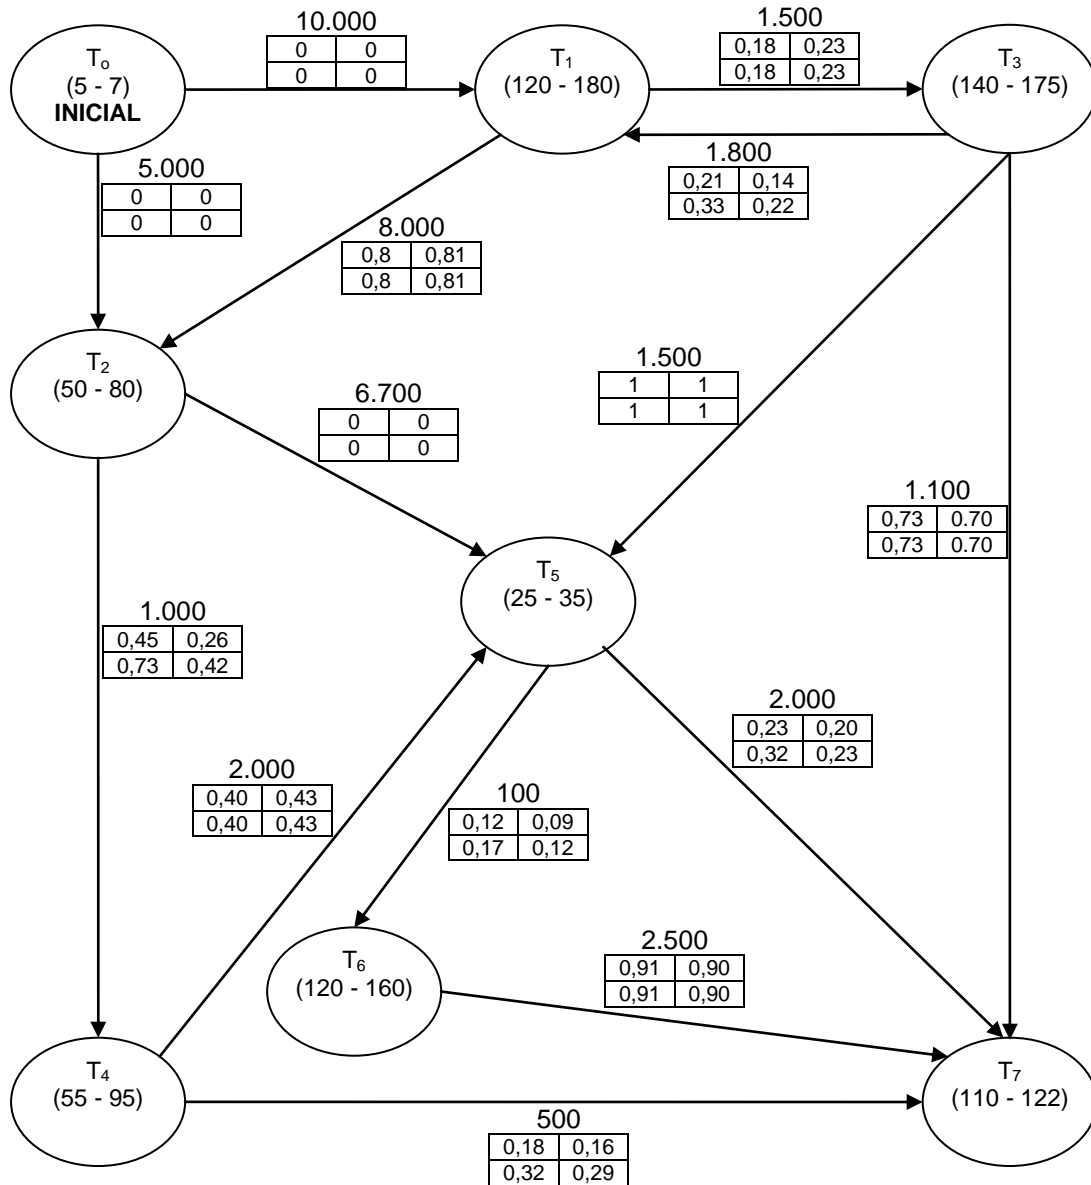 10.000
0 0
0 0
1.500
0,18 0,23
0,18 0,23
T₀
(5 - 7)
INICIAL
T₁
(120 - 180)
T₃
(140 - 175)
5.000
0 0
0 0
1.800
0,21 0,14
0,33 0,22
8.000
0,8 0,81
0,8 0,81
T₂
(50 - 80)
1.500
1 1
1 1
6.700
0 0
0 0
1.100
0,73 0.70
0,73 0.70
T₅
(25 - 35)
1.000
0,45 0,26
0,73 0,42
2.000
0,23 0,20
0,32 0,23
2.000
0,40 0,43
0,40 0,43
100
0,12 0,09
0,17 0,12
2.500
0,91 0,90
0,91 0,90
T₆
(120 - 160)
T₄
(55 - 95)
T₇
(110 - 122)
500
0,18 0,16
0,32 0,29